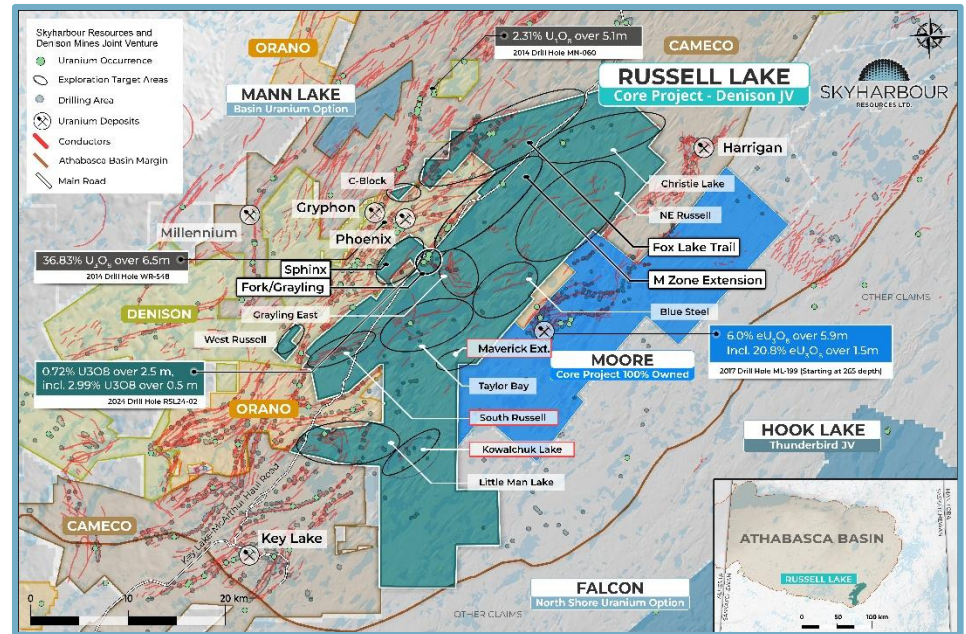 Skyharbour Resources and
Denison Mines Joint Venture
Uranium Occurrence
Exploration Target Areas
Drilling Area
Uranium Deposits
Conductors
Athabasca Basin Margin
Main Road
ORANO
MANN LAKE
Basin Uranium Option
2.31% U₃O₈ over 5.1m
2014 Drill Hole MN-060
CAMECO
RUSSELL LAKE
Core Project - Denison JV
SKYHARBOUR
RESOURCES LTD.
Harrigan
C-Block
Christie Lake
Gryphon
NE Russell
Millennium
Phoenix
Fox Lake Trail
36.83% U₃O₈ over 6.5m
2014 Drill Hole WR-548
Sphinx
Fork/Grayling
M Zone Extension
OTHER CLAIMS
DENISON
Grayling East
Blue Steel
West Russell
Maverick Ext.
6.0% eU₃O₈ over 5.9m
Incl. 20.8% eU₃O₈ over 1.5m
2017 Drill Hole ML-199 (Starting at 265 depth)
MOORE
Core Project 100% Owned
0.72% U3O8 over 2.5 m,
incl. 2.99% U3O8 over 0.5 m
2024 Drill Hole RSL24-02
Taylor Bay
ORANO
South Russell
HOOK LAKE
Thunderbird JV
Kowalchuk Lake
Little Man Lake
Key Lake-McArthur Haul Road
CAMECO
Key Lake
ATHABASCA BASIN
RUSSELL LAKE
MANITOBA
SASKATCHEWAN
FALCON
North Shore Uranium Option
OTHER CLAIMS
0 10 20 km
0 50 100 km